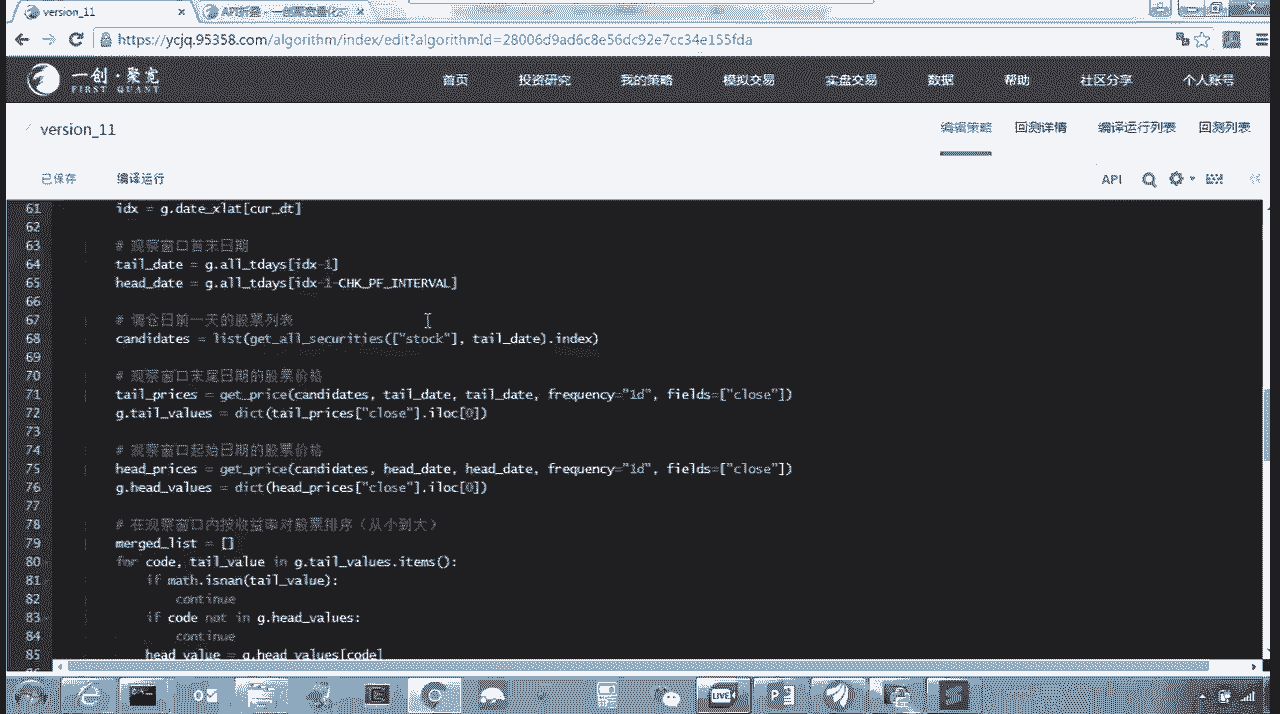 version_11
https://ycjq.95358.com/algorithm/index/edit?algorithmId=28006d9ad6c8e56dc92e7cc34e155fda
一创·聚宽
FIRST QUANT
首页 投资研究 我的策略 模拟交易 实盘交易 数据 帮助 社区分享 个人账号
version_11
编辑策略 回测详情 编译运行列表 回测列表
已保存 编译运行
API
61 idx = g.date_xlat[cur_dt]
62
63 # 观察窗口首末日期
64 tail_date = g.all_tdays[idx-1]
65 head_date = g.all_tdays[idx-1-CHK_PF_INTERVAL]
66
67 # 调仓日前一天的股票列表
68 candidates = list(get_all_securities(["stock"], tail_date).index)
69
70 # 观察窗口末尾日期的股票价格
71 tail_prices = get_price(candidates, tail_date, tail_date, frequency="1d", fields=["close"])
72 g.tail_values = dict(tail_prices["close"].iloc[0])
73
74 # 观察窗口起始日期的股票价格
75 head_prices = get_price(candidates, head_date, head_date, frequency="1d", fields=["close"])
76 g.head_values = dict(head_prices["close"].iloc[0])
77
78 # 在观察窗口内按收益率对股票排序（从小到大）
79 merged_list = []
80 for code, tail_value in g.tail_values.items():
81 if math.isnan(tail_value):
82 continue
83 if code not in g.head_values:
84 continue
85 head_value = g.head_values[code]
LIVE